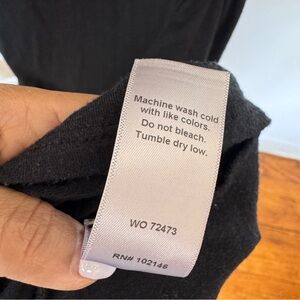 Machine wash cold
with like colors.
Do not bleach.
Tumble dry low.
WO 72473
RN# 102146